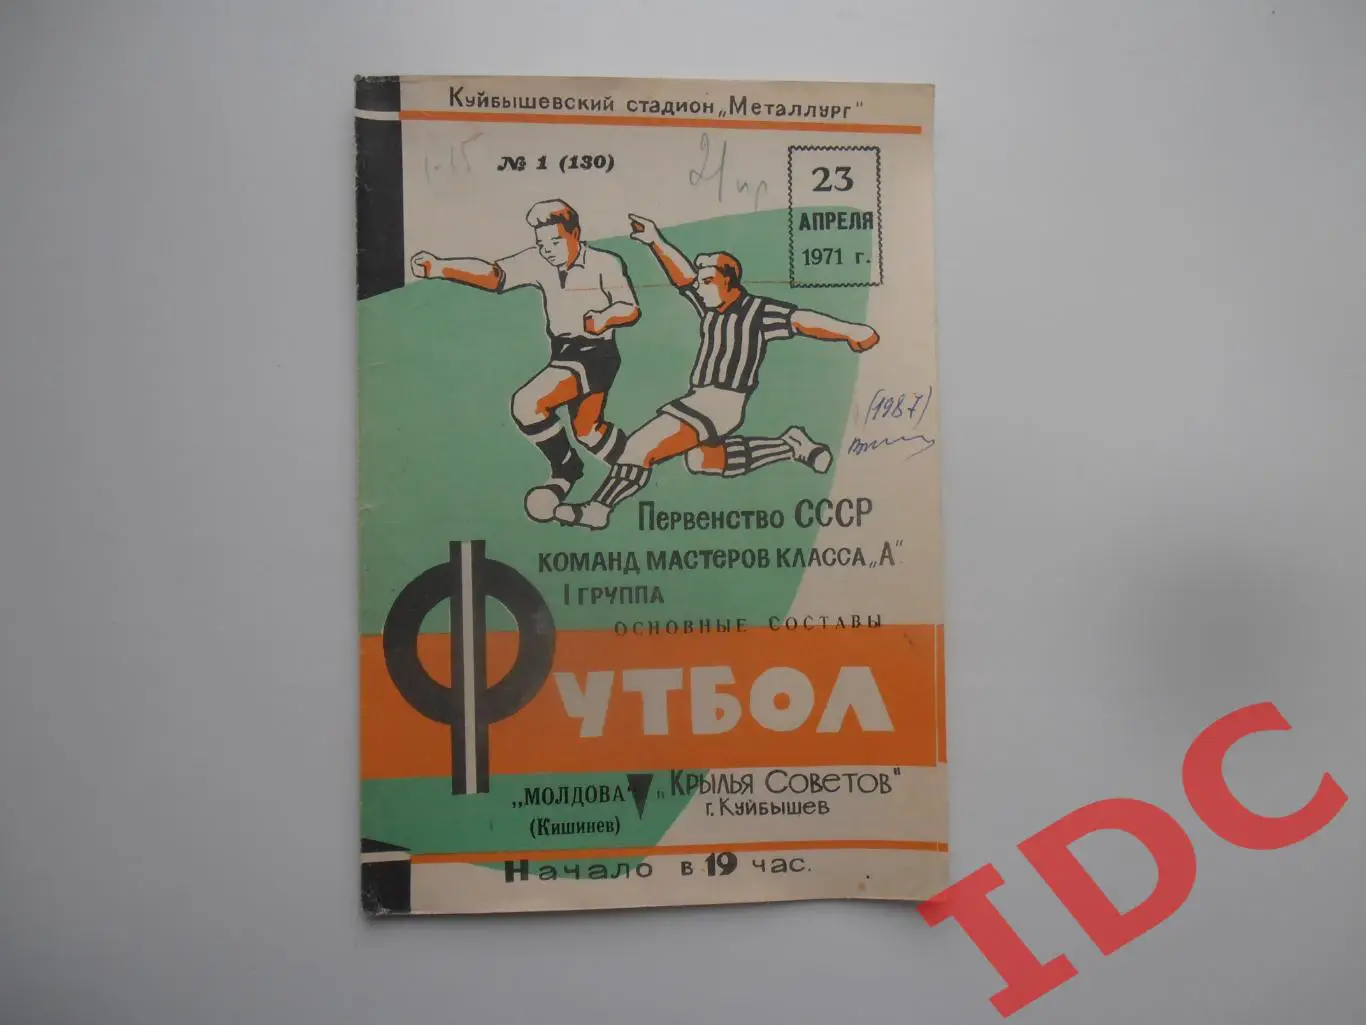 Куйбышевский стадион „Металлург"
1-15
№ 1 (130)
23
АПРЕЛЯ
1971 г.
(1987)
Первенство СССР
КОМАНД МАСТЕРОВ КЛАССА „А"
I ГРУППА
ОСНОВНЫЕ СОСТАВЫ
ФУТБОЛ
„МОЛДОВА"
(Кишинев)
„Крылья Советов"
г. Куйбышев
Начало в 19 час.
IDC